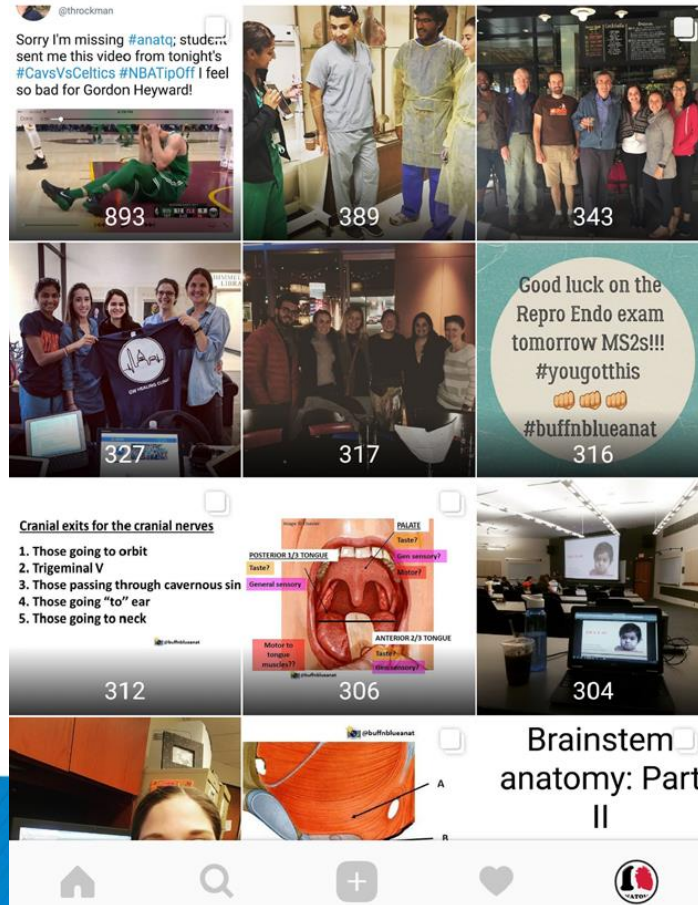 @throckman
Sorry I'm missing #anatq; student
sent me this video from tonight's
#CavsVsCeltics #NBATipOff I feel
so bad for Gordon Heyward!
893
389
343
GW HEALING CLINIC
327
317
Good luck on the
Repro Endo exam
tomorrow MS2s!!!
#yougotthis
👊👊👊
#buffnblueanat
316
Cranial exits for the cranial nerves
1. Those going to orbit
2. Trigeminal V
3. Those passing through cavernous sin
4. Those going "to" ear
5. Those going to neck
@buffnblueanat
312
PALATE
Taste?
Gen sensory?
Motor?
POSTERIOR 1/3 TONGUE
Taste?
General sensory
ANTERIOR 2/3 TONGUE
Taste?
Gen sensory?
Motor to
tongue
muscles??
@buffnblueanat
306
304
@buffnblueanat
A
B
Brainstem
anatomy: Part
II